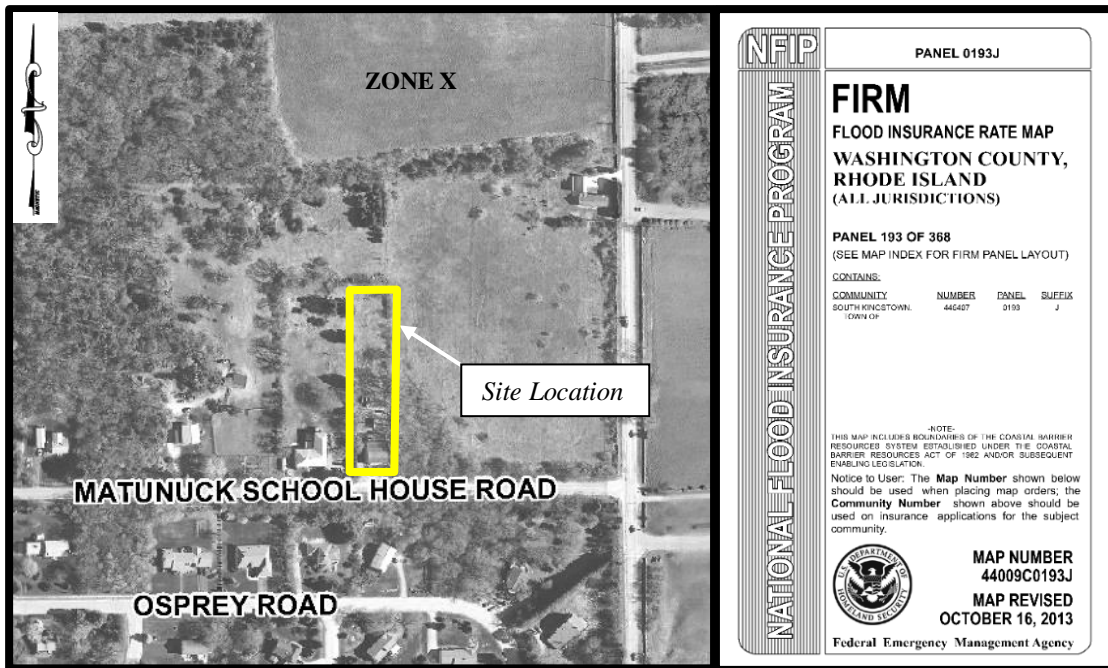 ZONE X
Site Location
MATUNUCK SCHOOL HOUSE ROAD
OSPREY ROAD
NFIP
NATIONAL FLOOD INSURANCE PROGRAM
PANEL 0193J
FIRM
FLOOD INSURANCE RATE MAP
WASHINGTON COUNTY,
RHODE ISLAND
(ALL JURISDICTIONS)
PANEL 193 OF 368
(SEE MAP INDEX FOR FIRM PANEL LAYOUT)
CONTAINS:
COMMUNITY NUMBER PANEL SUFFIX
SOUTH KINGSTOWN, 445407 0193 J
TOWN OF
-NOTE-
THIS MAP INCLUDES BOUNDARIES OF THE COASTAL BARRIER
RESOURCES SYSTEM ESTABLISHED UNDER THE COASTAL
BARRIER RESOURCES ACT OF 1982 AND/OR SUBSEQUENT
ENABLING LEGISLATION.
Notice to User: The Map Number shown below
should be used when placing map orders; the
Community Number shown above should be
used on insurance applications for the subject
community.
U.S. DEPARTMENT OF
HOMELAND SECURITY
MAP NUMBER
44009C0193J
MAP REVISED
OCTOBER 16, 2013
Federal Emergency Management Agency